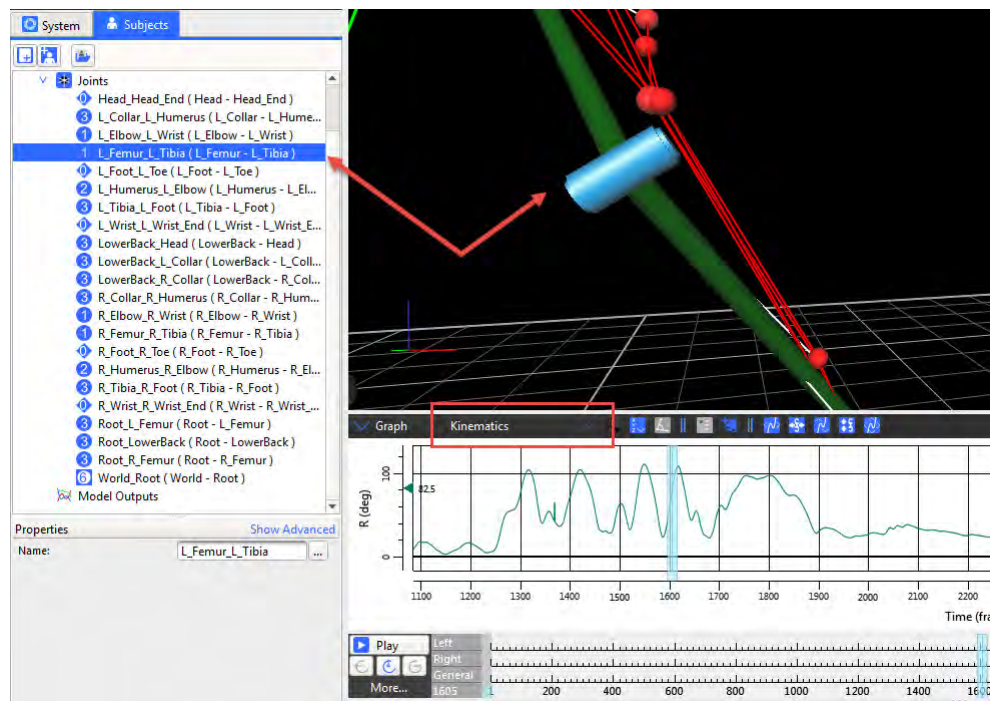 System Subjects
Joints
Head_Head_End ( Head - Head_End )
L_Collar_L_Humerus ( L_Collar - L_Hume...
L_Elbow_L_Wrist ( L_Elbow - L_Wrist )
L_Femur_L_Tibia ( L_Femur - L_Tibia )
L_Foot_L_Toe ( L_Foot - L_Toe )
L_Humerus_L_Elbow ( L_Humerus - L_El...
L_Tibia_L_Foot ( L_Tibia - L_Foot )
L_Wrist_L_Wrist_End ( L_Wrist - L_Wrist_E...
LowerBack_Head ( LowerBack - Head )
LowerBack_L_Collar ( LowerBack - L_Coll...
LowerBack_R_Collar ( LowerBack - R_Col...
R_Collar_R_Humerus ( R_Collar - R_Hum...
R_Elbow_R_Wrist ( R_Elbow - R_Wrist )
R_Femur_R_Tibia ( R_Femur - R_Tibia )
R_Foot_R_Toe ( R_Foot - R_Toe )
R_Humerus_R_Elbow ( R_Humerus - R_El...
R_Tibia_R_Foot ( R_Tibia - R_Foot )
R_Wrist_R_Wrist_End ( R_Wrist - R_Wrist_...
Root_L_Femur ( Root - L_Femur )
Root_LowerBack ( Root - LowerBack )
Root_R_Femur ( Root - R_Femur )
World_Root ( World - Root )
Model Outputs
Properties Show Advanced
Name: L_Femur_L_Tibia ...
Graph Kinematics
R (deg)
100
82.5
0
1100 1200 1300 1400 1500 1600 1700 1800 1900 2000 2100 2200
Time (fra
Play Left
Right
General
More... 1605 1 200 400 600 800 1000 1200 1400 1600